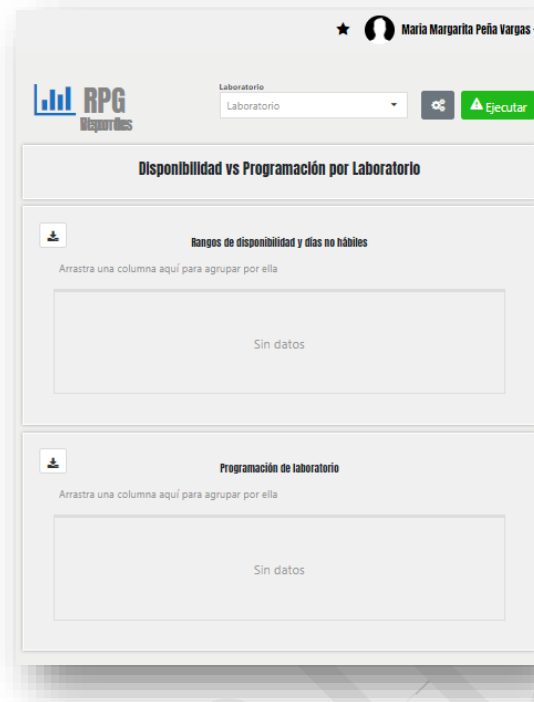 Maria Margarita Peña Vargas
Laboratorio
RPG
Laboratorio
Ejecutar
Disponibilidad vs Programación por Laboratorio
Rangos de disponibilidad y días no hábiles
Arrastra una columna aquí para agrupar por ella
Sin datos
Programación de laboratorio
Arrastra una columna aquí para agrupar por ella
Sin datos